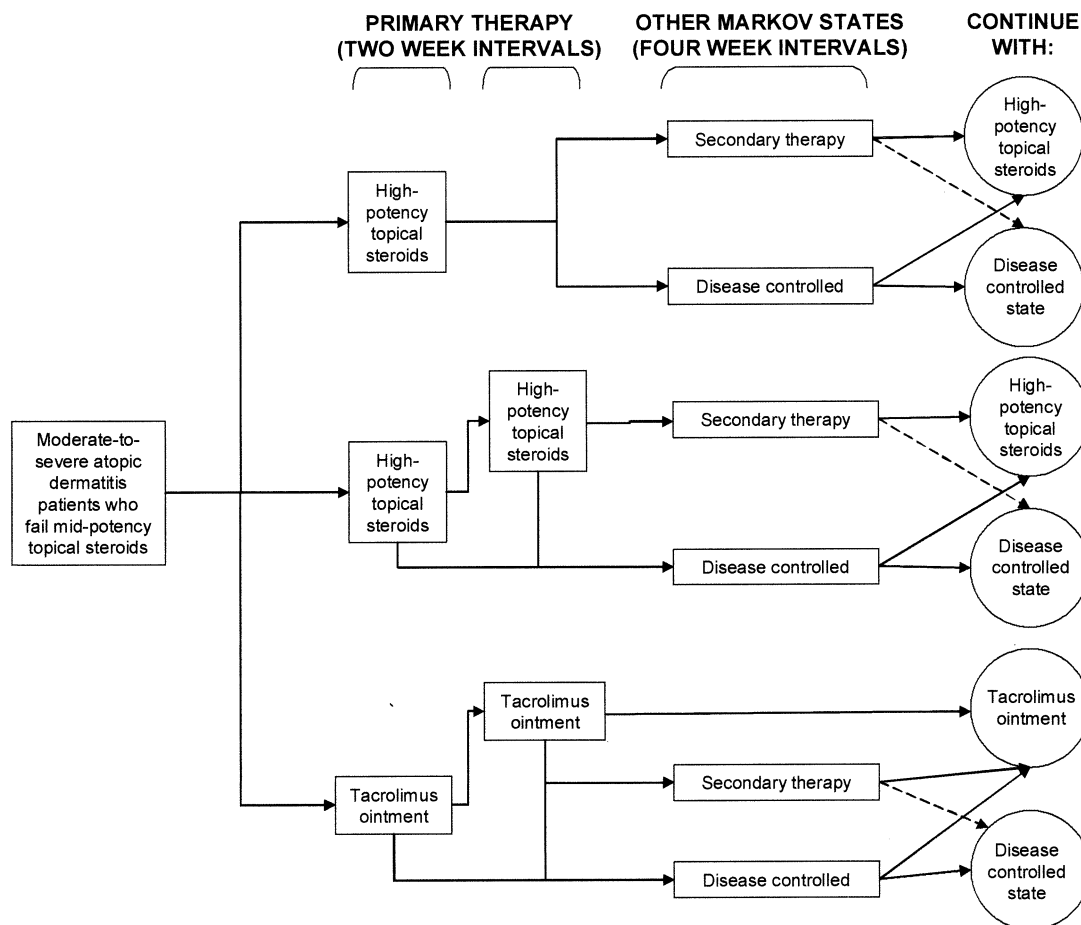 PRIMARY THERAPY
(TWO WEEK INTERVALS)
OTHER MARKOV STATES
(FOUR WEEK INTERVALS)
CONTINUE
WITH:
High-
potency
topical
steroids
Secondary therapy
High-
potency
topical
steroids
Disease controlled
Disease
controlled
state
Moderate-to-
severe atopic
dermatitis
patients who
fail mid-potency
topical steroids
High-
potency
topical
steroids
High-
potency
topical
steroids
Secondary therapy
High-
potency
topical
steroids
Disease controlled
Disease
controlled
state
Tacrolimus
ointment
Tacrolimus
ointment
Tacrolimus
ointment
Secondary therapy
Disease controlled
Disease
controlled
state